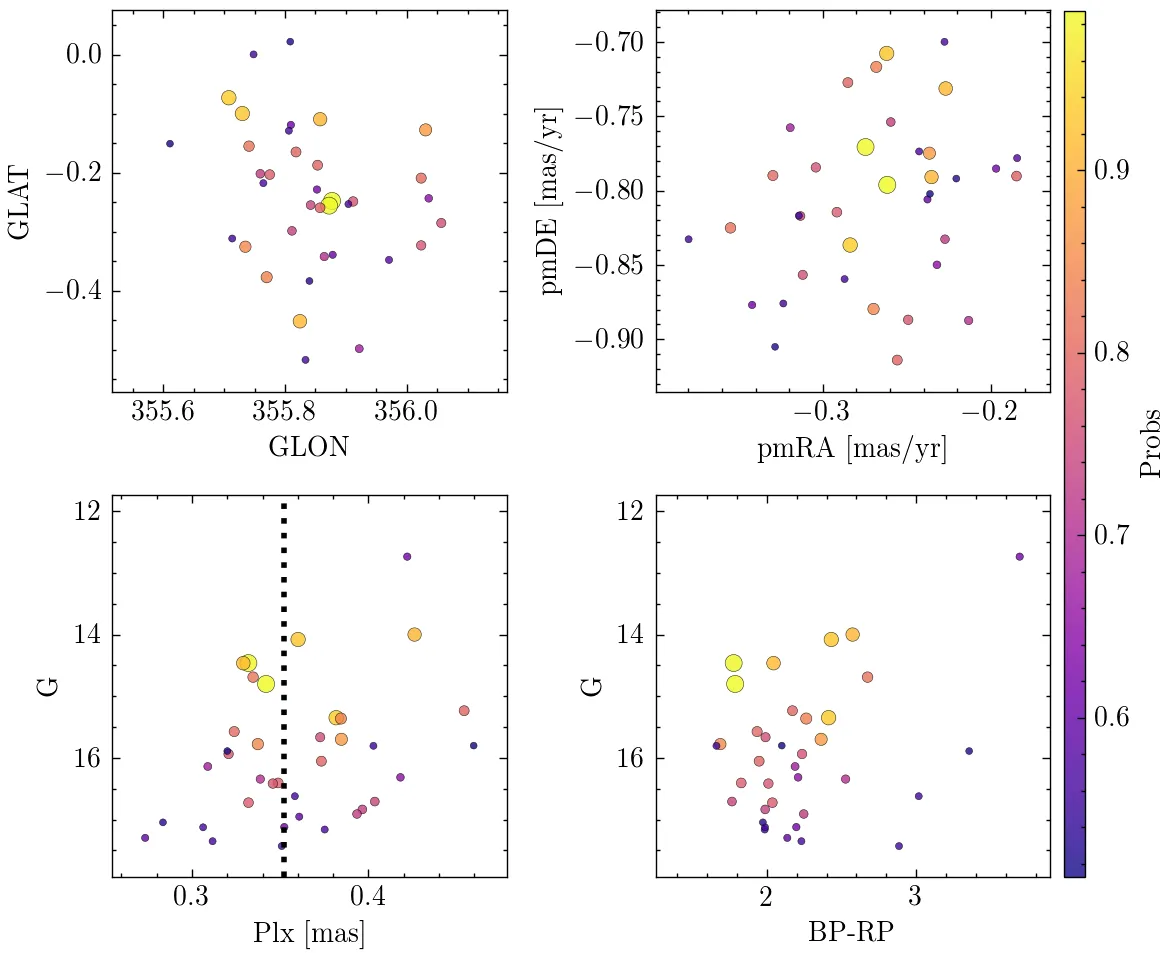 0.0
−0.2
−0.4
GLAT
355.6 355.8 356.0
GLON
−0.70
−0.75
−0.80
−0.85
−0.90
pmDE [mas/yr]
−0.3 −0.2
pmRA [mas/yr]
12
14
16
G
0.3 0.4
Plx [mas]
12
14
16
G
2 3
BP-RP
0.9
0.8
0.7
0.6
Probs